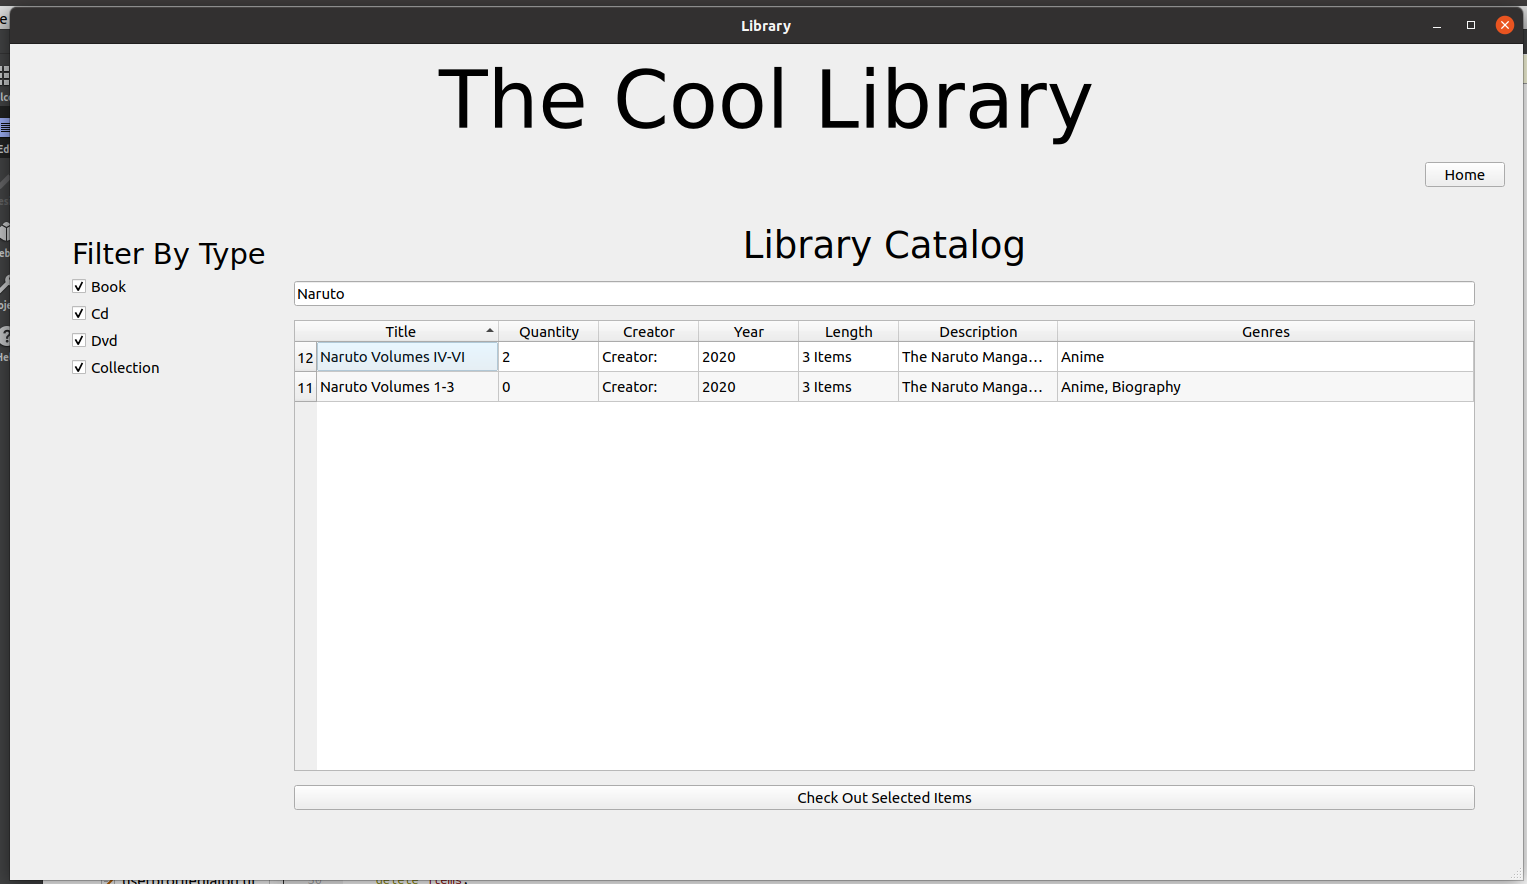 Library
The Cool Library
Home
Filter By Type
Book
Cd
Dvd
Collection
Library Catalog
Naruto
Title Quantity Creator Year Length Description Genres
12 Naruto Volumes IV-VI 2 Creator: 2020 3 Items The Naruto Manga... Anime
11 Naruto Volumes 1-3 0 Creator: 2020 3 Items The Naruto Manga... Anime, Biography
Check Out Selected Items